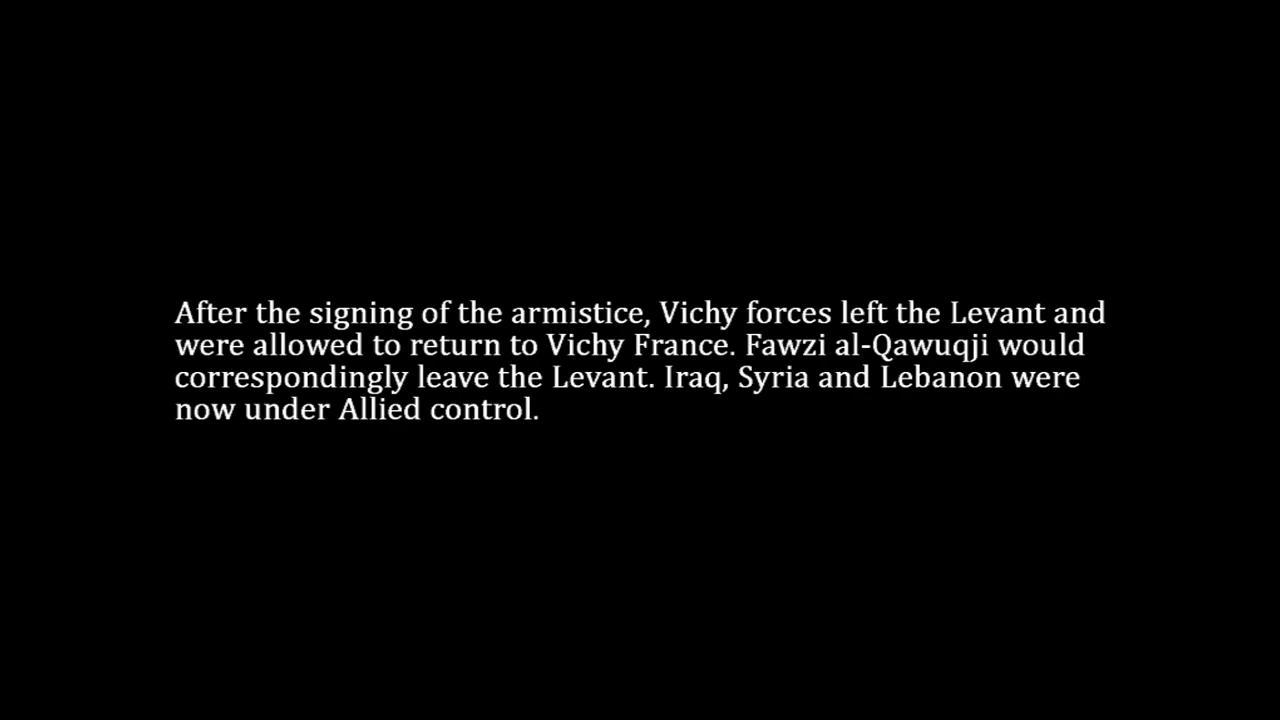 After the signing of the armistice, Vichy forces left the Levant and
were allowed to return to Vichy France. Fawzi al-Qawuqji would
correspondingly leave the Levant. Iraq, Syria and Lebanon were
now under Allied control.